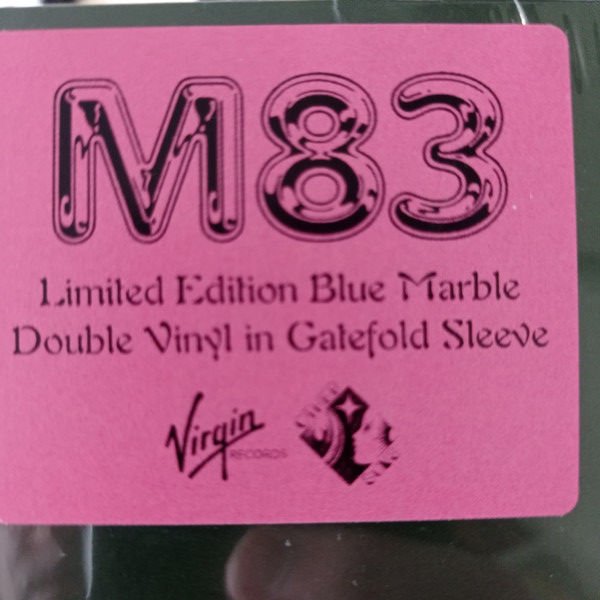 M83
Limited Edition Blue Marble
Double Vinyl in Gatefold Sleeve
Virgin
RECORDS